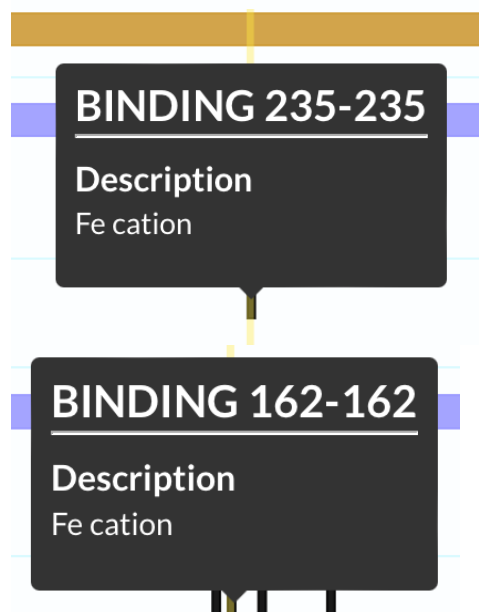 BINDING 235-235
Description
Fe cation
BINDING 162-162
Description
Fe cation